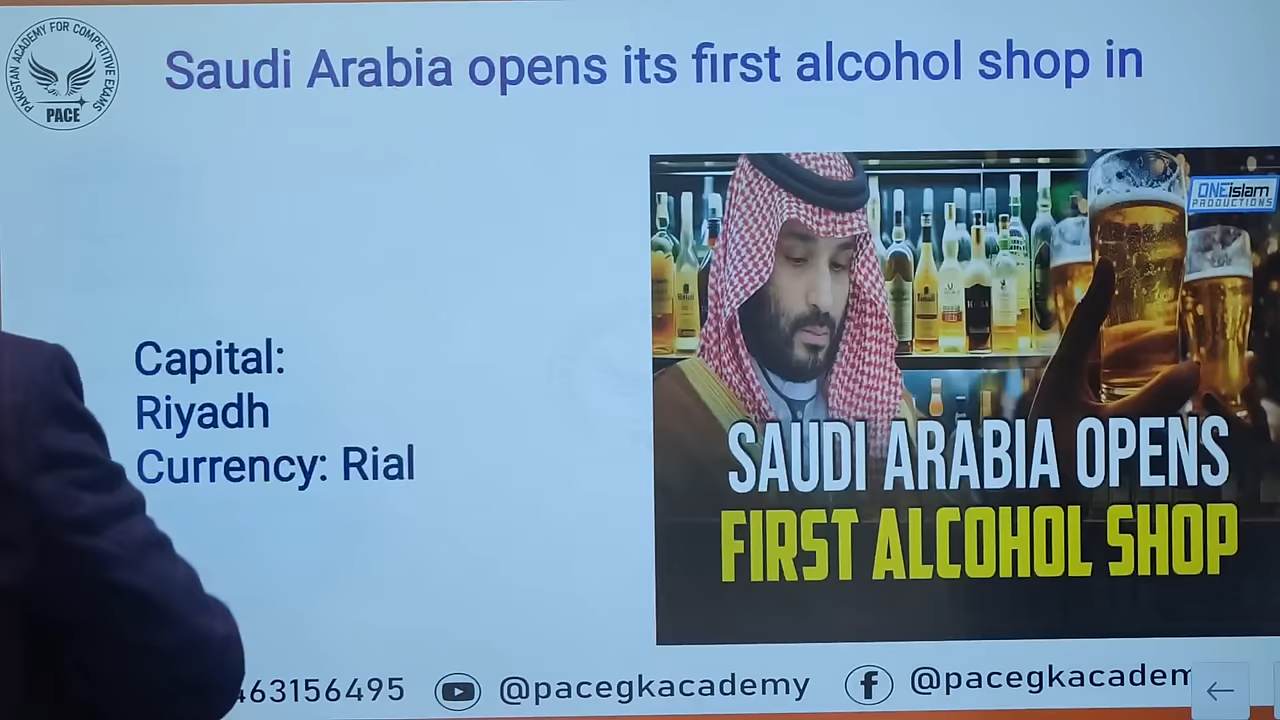 PAKISTAN ACADEMY FOR COMPETITIVE EXAMS
PACE
Saudi Arabia opens its first alcohol shop in
ONEislam
PRODUCTIONS
Capital:
Riyadh
Currency: Rial
SAUDI ARABIA OPENS
FIRST ALCOHOL SHOP
463156495
@pacegkacademy
@pacegkacadem